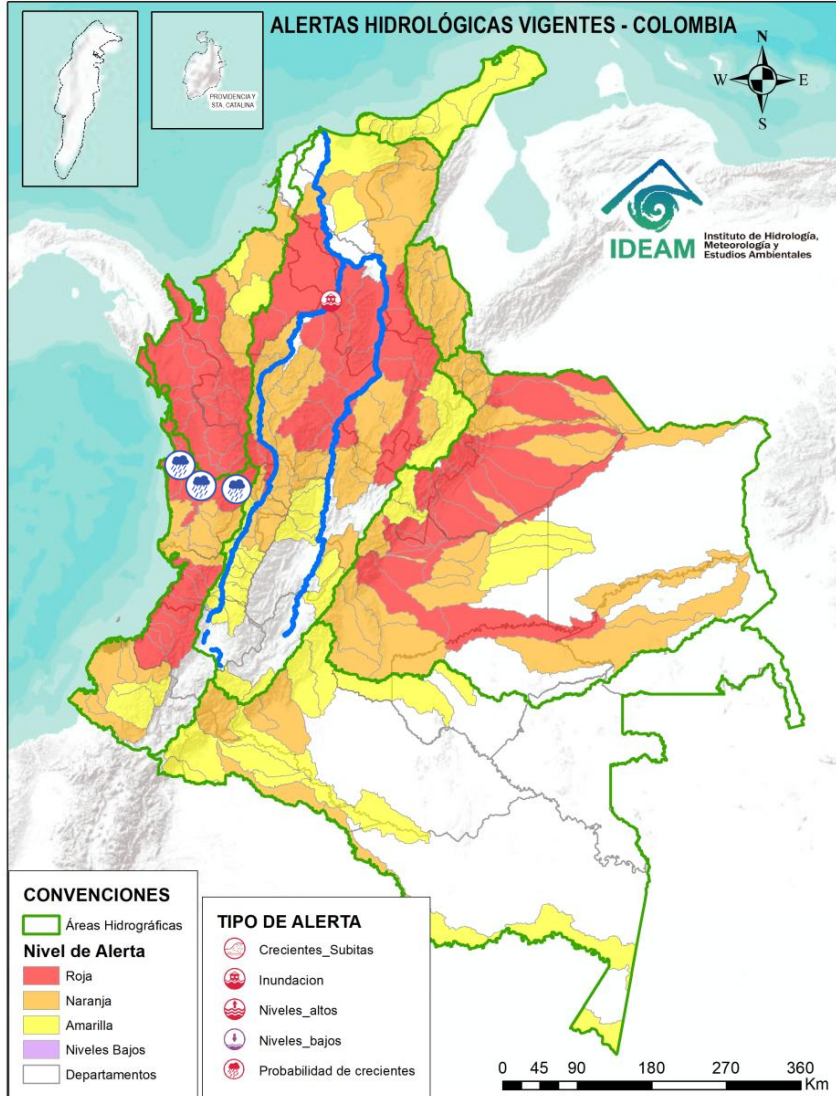 ALERTAS HIDROLÓGICAS VIGENTES - COLOMBIA
PROVIDENCIA Y
STA. CATALINA
N
W
E
S
IDEAM
Instituto de Hidrología,
Meteorología y
Estudios Ambientales
CONVENCIONES
Áreas Hidrográficas
Nivel de Alerta
Roja
Naranja
Amarilla
Niveles Bajos
Departamentos
TIPO DE ALERTA
Crecientes_Subitas
Inundacion
Niveles_altos
Niveles_bajos
Probabilidad de crecientes
0 45 90 180 270 360
Km